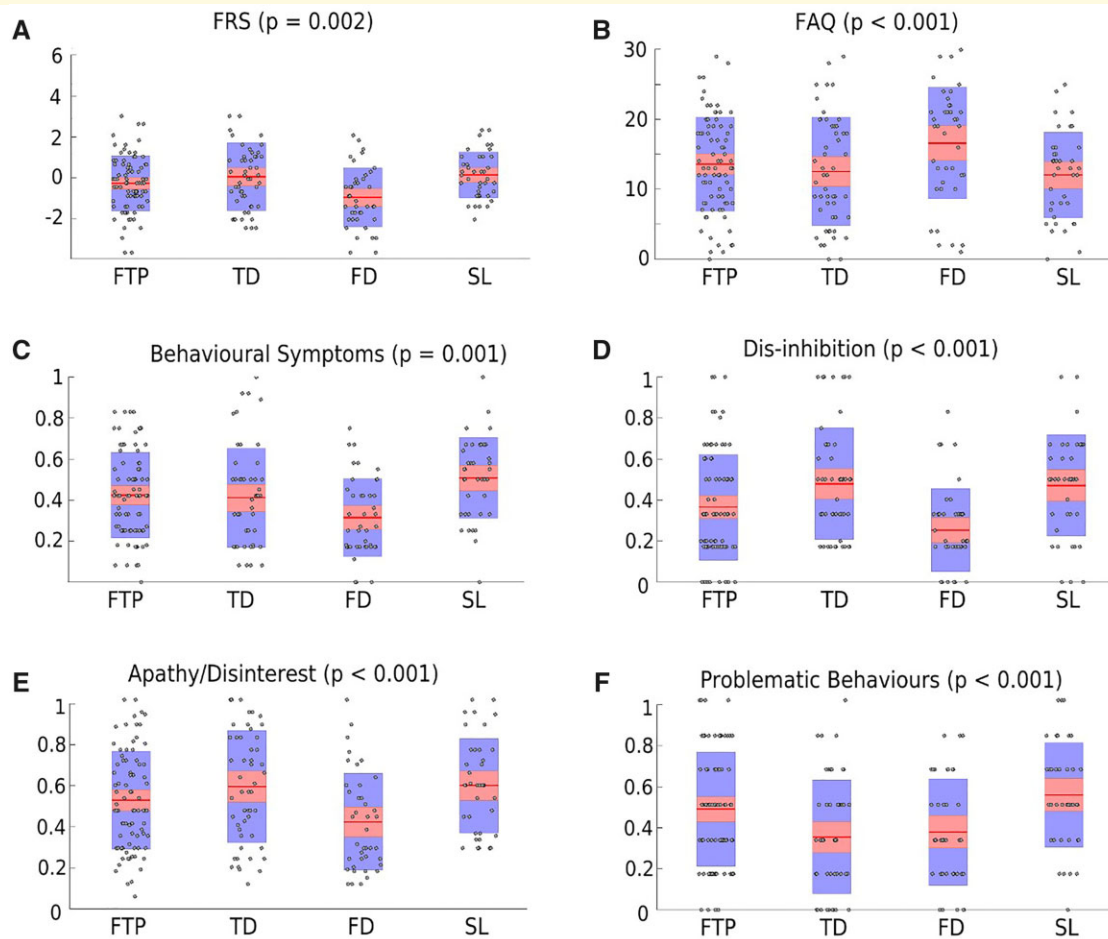 A
FRS (p = 0.002)
6
4
2
0
-2
FTP TD FD SL
B
FAQ (p < 0.001)
30
20
10
0
FTP TD FD SL
C
Behavioural Symptoms (p = 0.001)
1
0.8
0.6
0.4
0.2
FTP TD FD SL
D
Dis-inhibition (p < 0.001)
1
0.8
0.6
0.4
0.2
0
FTP TD FD SL
E
Apathy/Disinterest (p < 0.001)
1
0.8
0.6
0.4
0.2
0
FTP TD FD SL
F
Problematic Behaviours (p < 0.001)
1
0.8
0.6
0.4
0.2
0
FTP TD FD SL